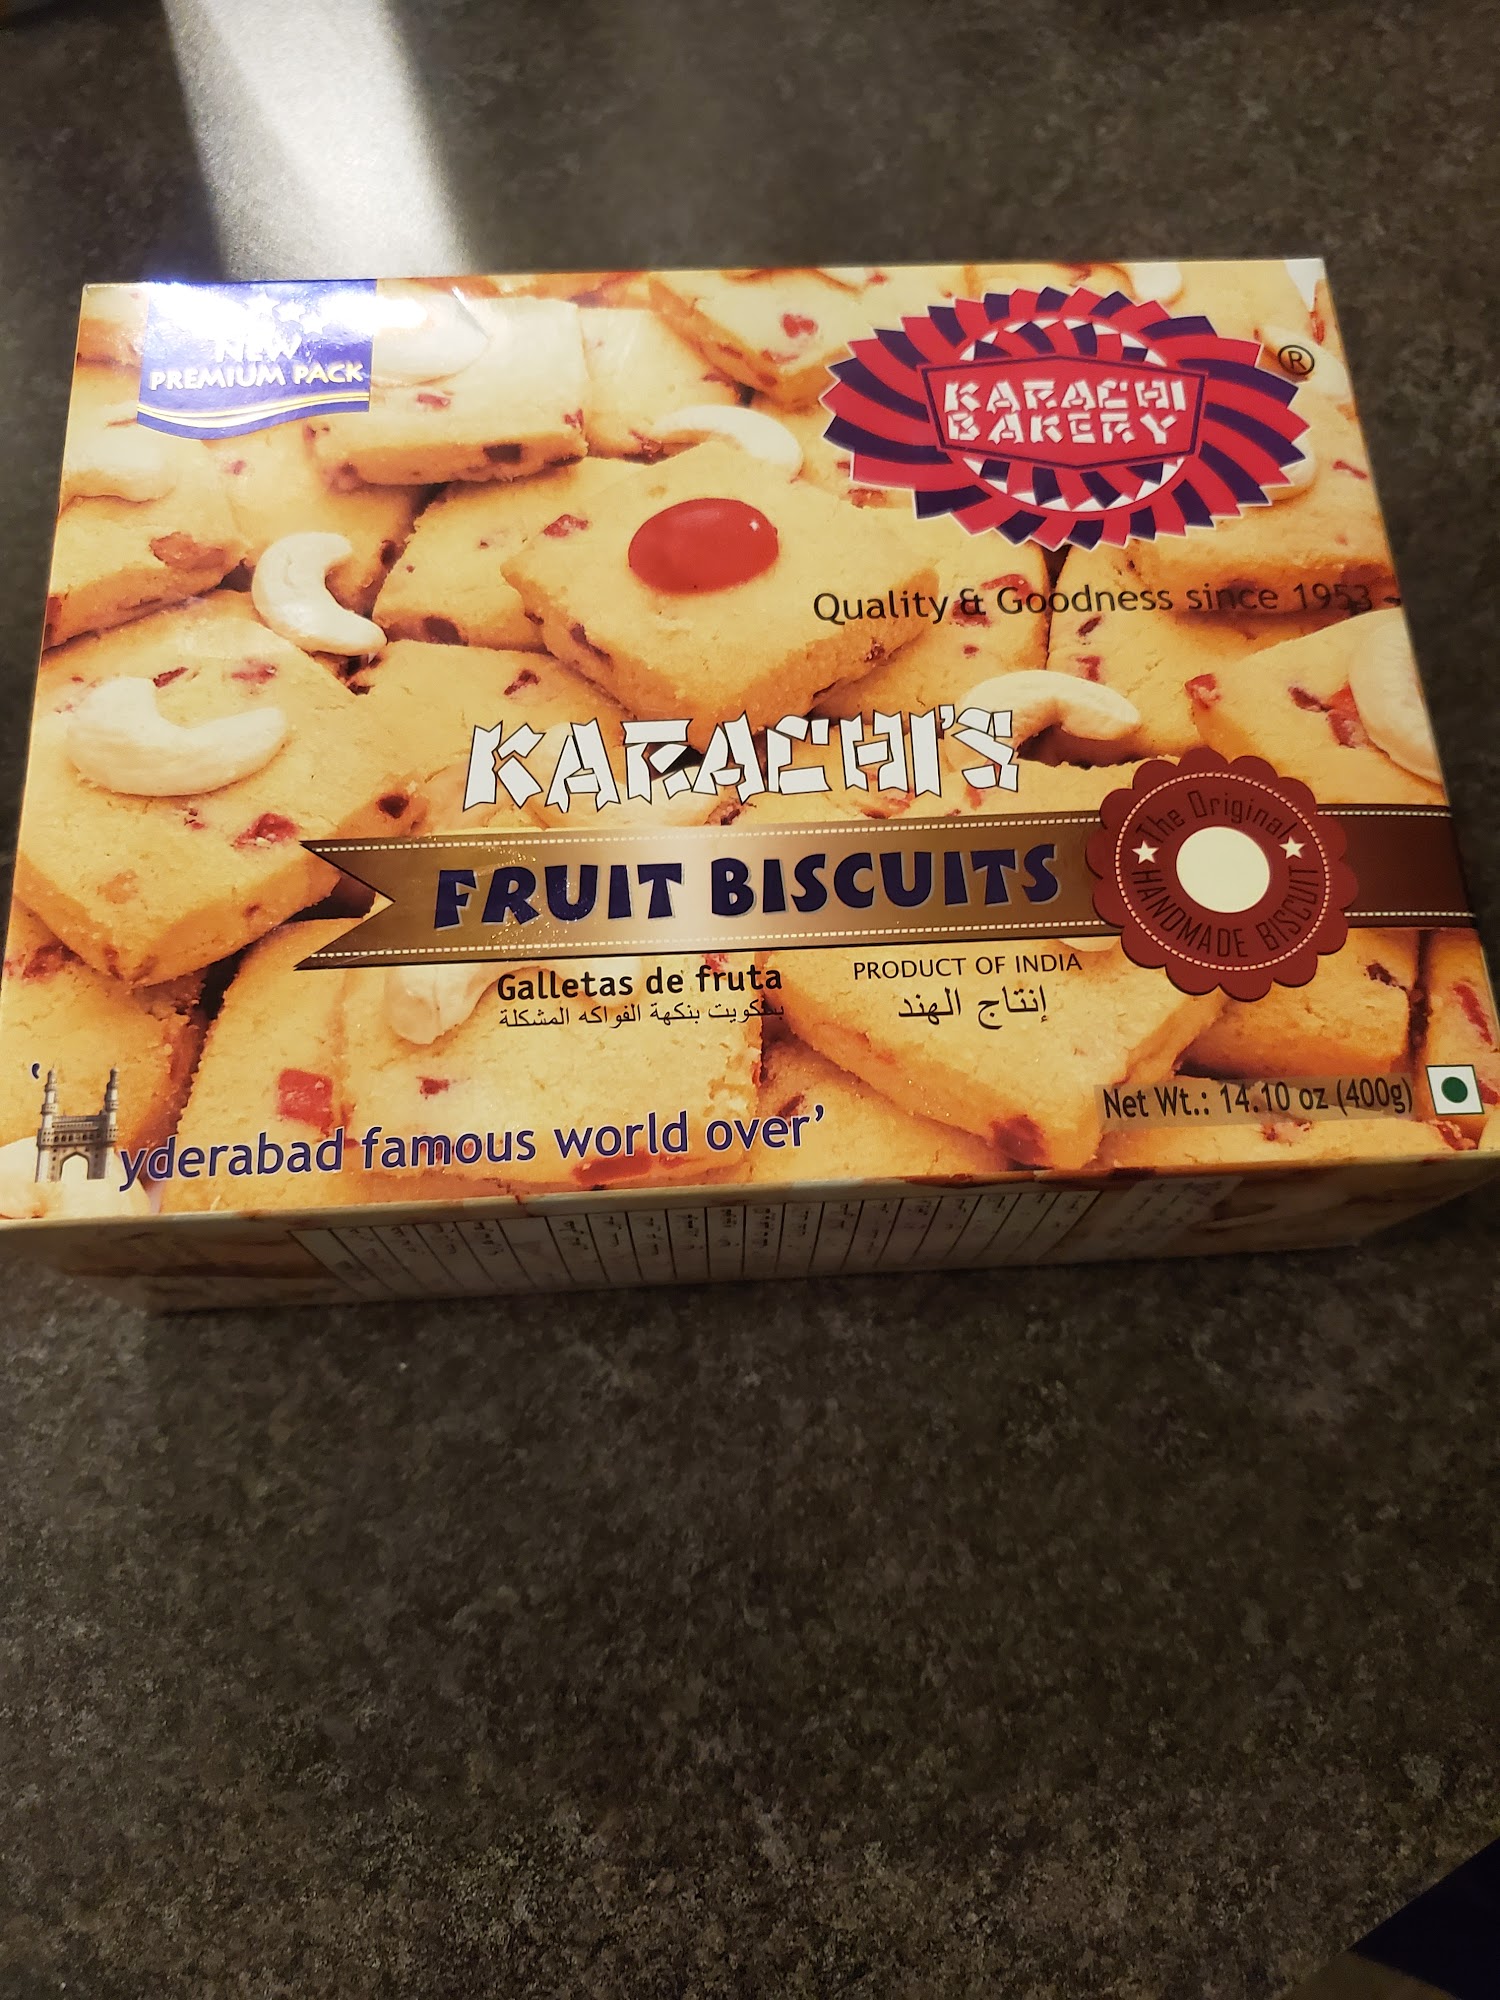 NEW
PREMIUM PACK
KARACHI
BAKERY
®
Quality & Goodness since 1953
KARACHI'S
FRUIT BISCUITS
The Original
HANDMADE BISCUIT
Galletas de fruta
بسكويت بنكهة الفواكه المشكلة
PRODUCT OF INDIA
إنتاج الهند
Net Wt.: 14.10 oz (400g)
'yderabad famous world over'